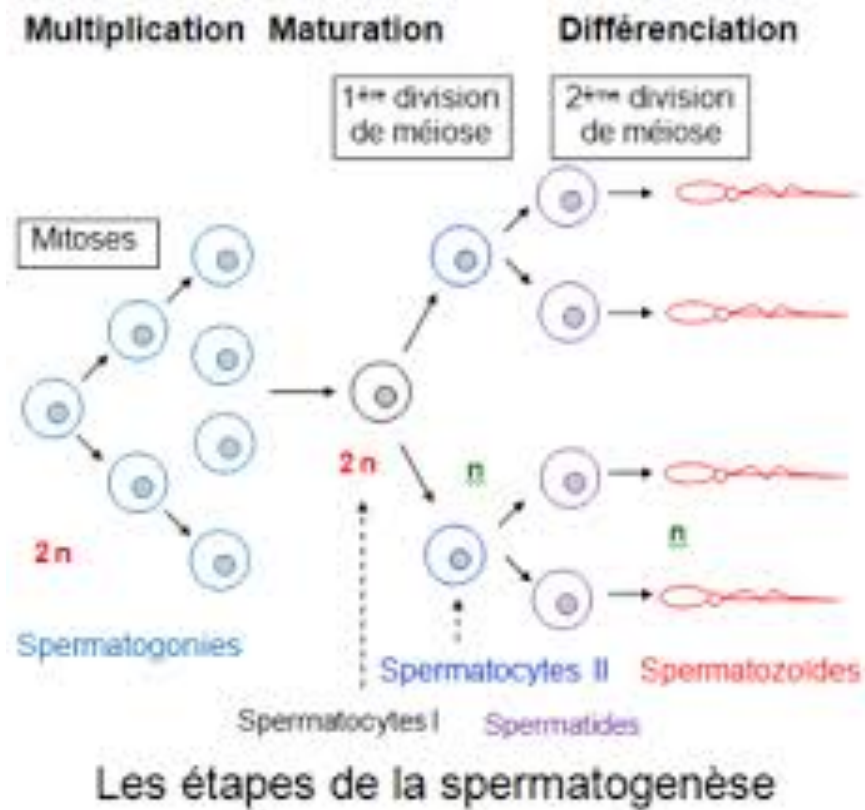 Multiplication Maturation Différenciation
1ère division
de méiose
2ème division
de méiose
Mitoses
2 n
n
n
2 n
Spermatogonies
Spermatocytes II
Spermatozoïdes
Spermatocytes I
Spermatides
Les étapes de la spermatogenèse